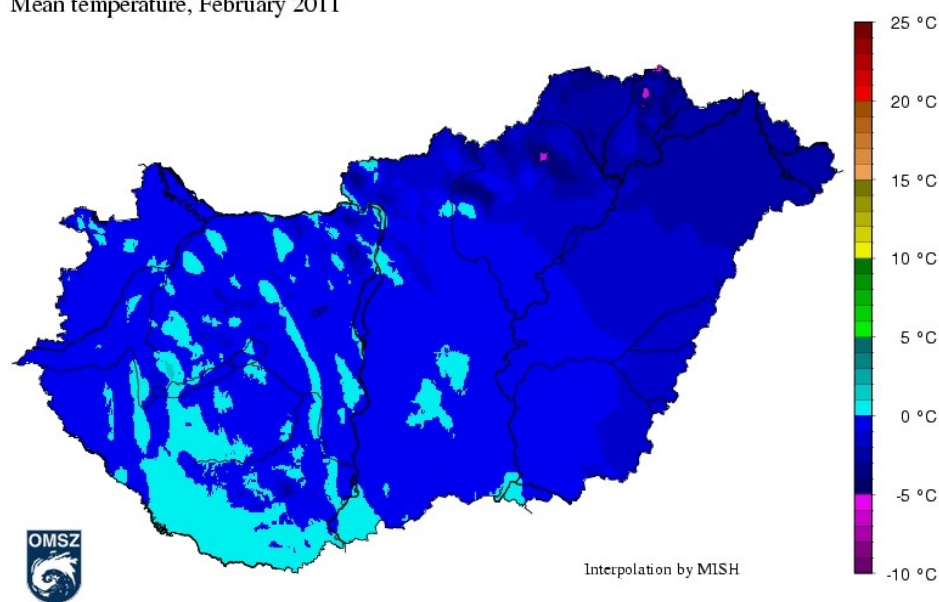 Mean temperature, February 2011
25 °C
20 °C
15 °C
10 °C
5 °C
0 °C
-5 °C
-10 °C
OMSZ
Interpolation by MISH